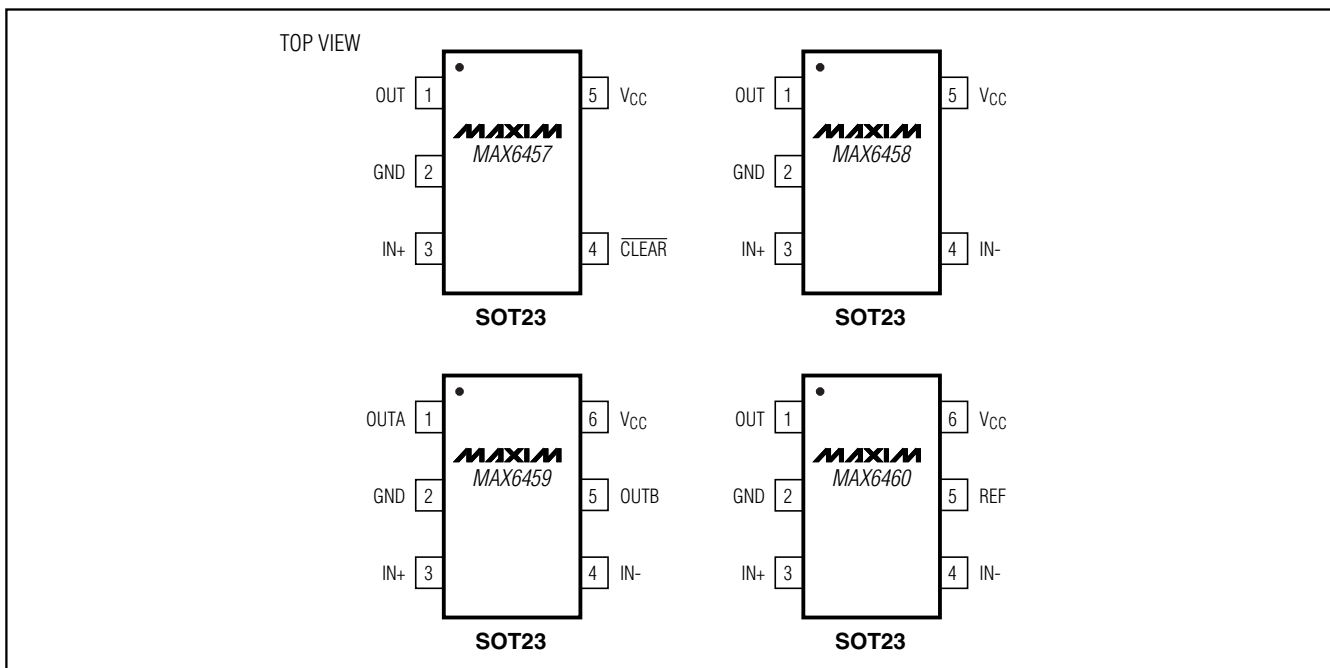 TOP VIEW
OUT 1
5 VCC
MAXIM
MAX6457
GND 2
IN+ 3
4 CLEAR
SOT23
OUT 1
5 VCC
MAXIM
MAX6458
GND 2
IN+ 3
4 IN-
SOT23
OUTA 1
6 VCC
MAXIM
MAX6459
GND 2
5 OUTB
IN+ 3
4 IN-
SOT23
OUT 1
6 VCC
MAXIM
MAX6460
GND 2
5 REF
IN+ 3
4 IN-
SOT23